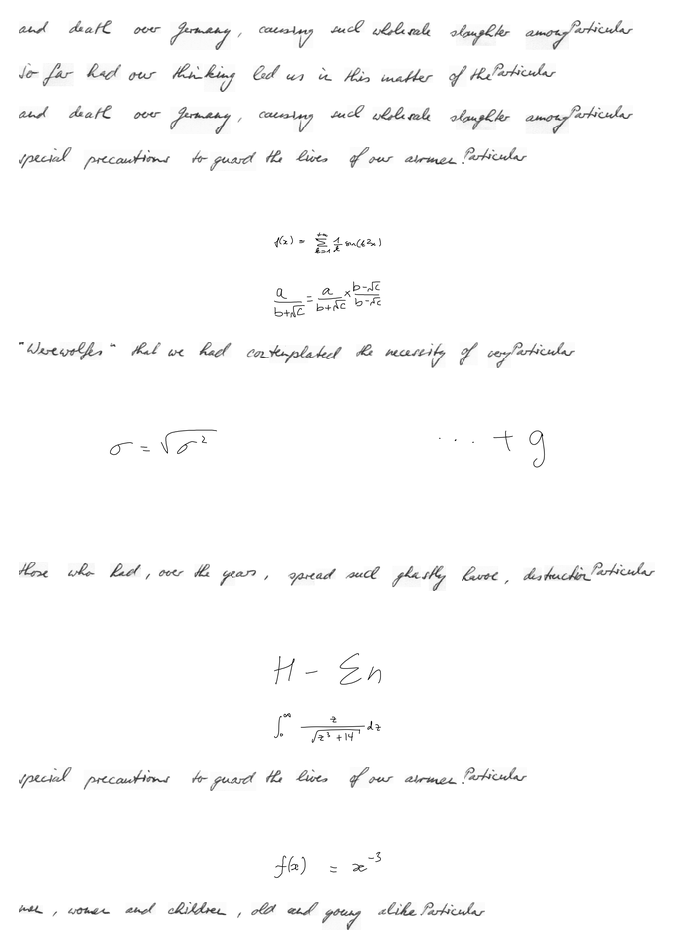 and death over Germany, causing such wholesale slaughter among Particular
So far had our thinking led us in this matter of the Particular
and death over Germany, causing such wholesale slaughter among Particular
special precautions to guard the lives of our airmen. Particular
f(x) = \sum_{k=1}^{+\infty} \frac{1}{k} \sin(k^2 x)
\frac{a}{b+\sqrt{c}} = \frac{a}{b+\sqrt{c}} \times \frac{b-\sqrt{c}}{b-\sqrt{c}}
"Werewolfes" that we had contemplated the necessity of very Particular
\sigma = \sqrt{\sigma^2} \quad \cdots + g
those who had, over the years, spread such ghastly havoc, destruction Particular
H - \Sigma n
\int_0^\infty \frac{z}{\sqrt{z^3+14}} dz
special precautions to guard the lives of our airmen. Particular
f(x) = x^{-3}
men, women and children, old and young alike Particular